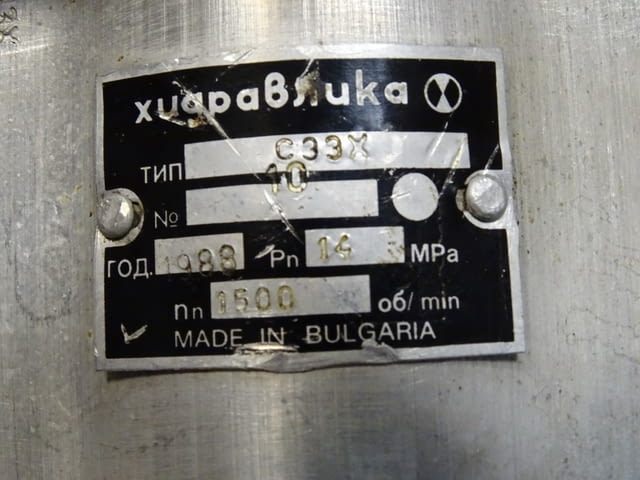 хидравлика
ТИП С33Х
10
№
ГОД. 1988 Pn 14 MPa
nn 1500 об/min
MADE IN BULGARIA